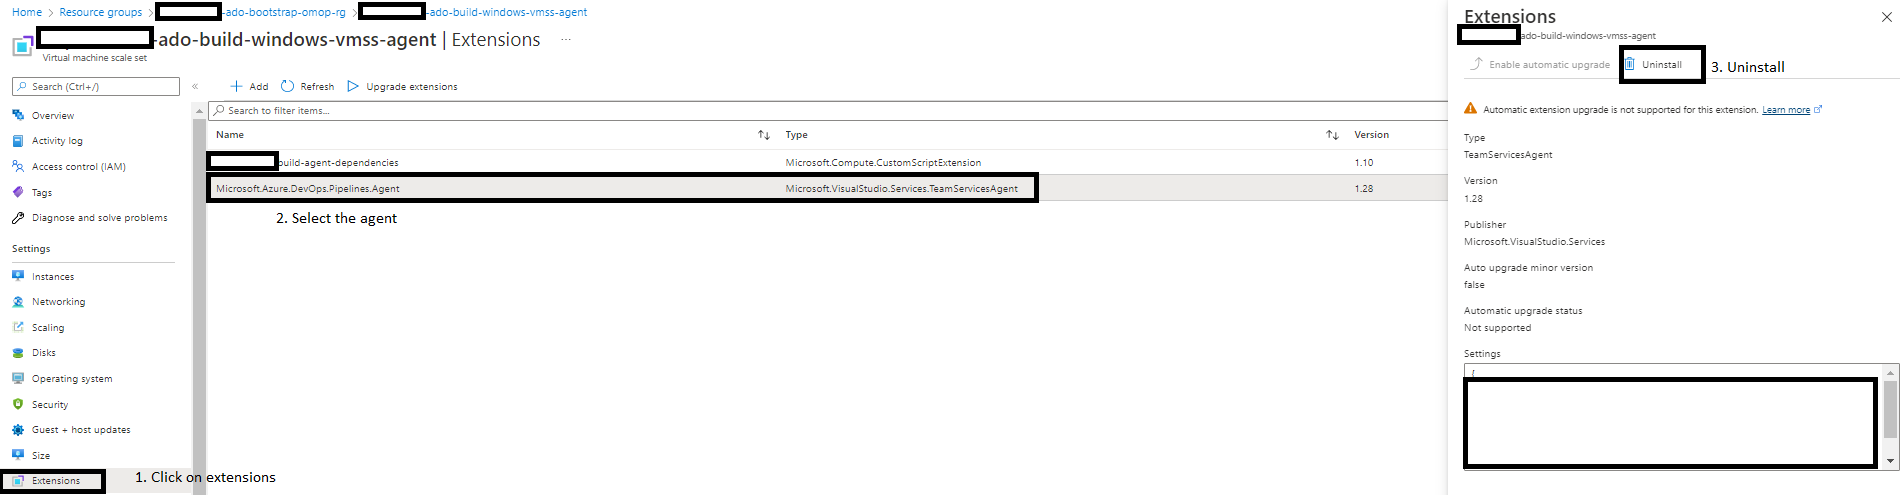 Home > Resource groups > -ado-bootstrap-omop-rg > -ado-build-windows-vmss-agent
-ado-build-windows-vmss-agent | Extensions ...
Virtual machine scale set
Search (Ctrl+/) «
Overview
Activity log
Access control (IAM)
Tags
Diagnose and solve problems
Settings
Instances
Networking
Scaling
Disks
Operating system
Security
Guest + host updates
Size
Extensions
1. Click on extensions
Add Refresh Upgrade extensions
Search to filter items...
Name Type Version
build-agent-dependencies Microsoft.Compute.CustomScriptExtension 1.10
Microsoft.Azure.DevOps.Pipelines.Agent Microsoft.VisualStudio.Services.TeamServicesAgent 1.28
2. Select the agent
Extensions
ado-build-windows-vmss-agent
Enable automatic upgrade Uninstall 3. Uninstall
Automatic extension upgrade is not supported for this extension. Learn more
Type
TeamServicesAgent
Version
1.28
Publisher
Microsoft.VisualStudio.Services
Auto upgrade minor version
false
Automatic upgrade status
Not supported
Settings
{